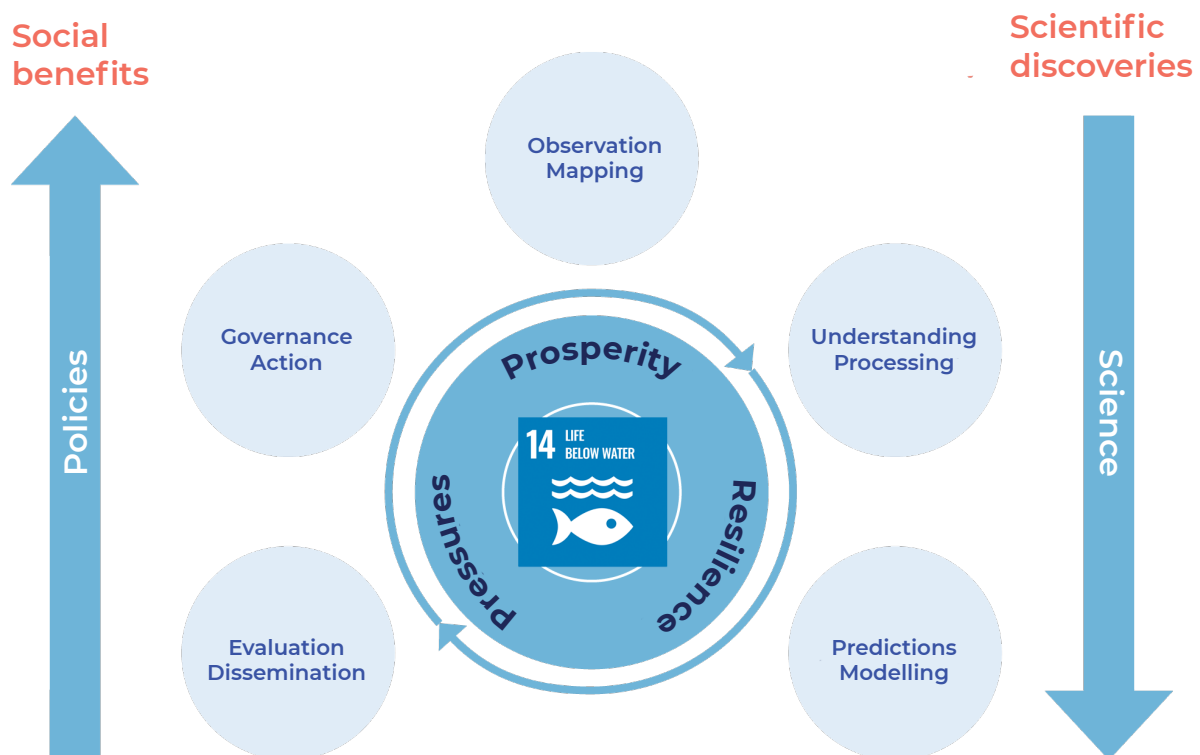 Social
benefits
Scientific
discoveries
Observation
Mapping
Governance
Action
Understanding
Processing
Prosperity
Policies
Science
14 LIFE
BELOW WATER
Pressures
Resilience
Evaluation
Dissemination
Predictions
Modelling